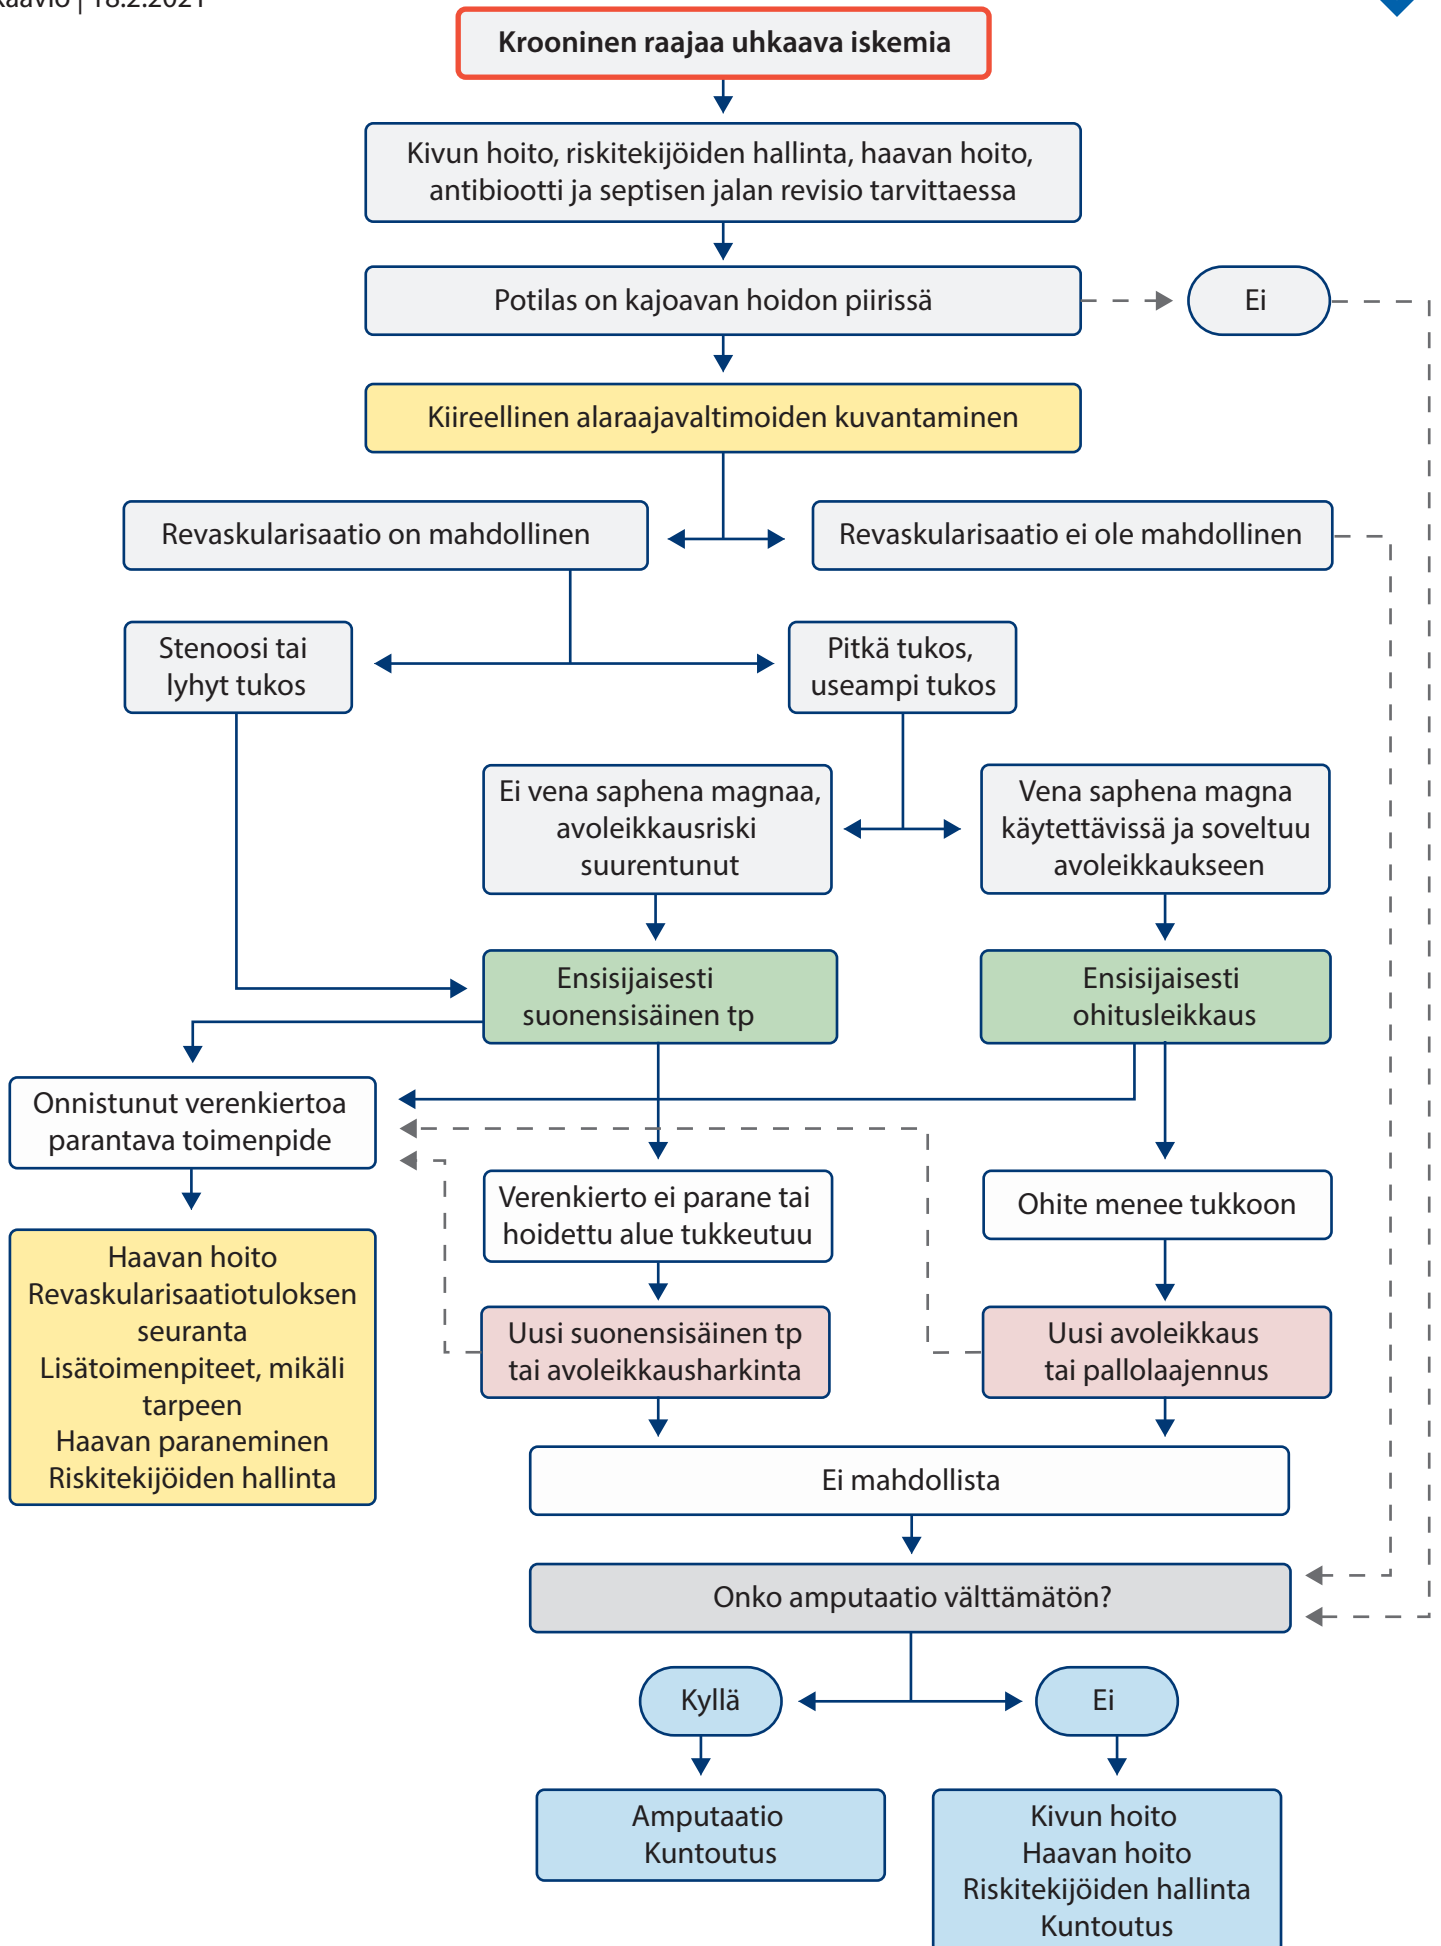 kaavio | 18.2.2021
Krooninen raajaa uhkaava iskemia
Kivun hoito, riskitekijöiden hallinta, haavan hoito,
antibiootti ja septisen jalan revisio tarvittaessa
Potilas on kajoavan hoidon piirissä
Ei
Kiireellinen alaraajavaltimoiden kuvantaminen
Revaskularisaatio on mahdollinen
Revaskularisaatio ei ole mahdollinen
Stenoosi tai
lyhyt tukos
Pitkä tukos,
useampi tukos
Ei vena saphena magnaa,
avoleikkausriski
suurentunut
Vena saphena magna
käytettävissä ja soveltuu
avoleikkaukseen
Ensisijaisesti
suonensisäinen tp
Ensisijaisesti
ohitusleikkaus
Onnistunut verenkiertoa
parantava toimenpide
Verenkierto ei parane tai
hoidettu alue tukkeutuu
Ohite menee tukkoon
Haavan hoito
Revaskularisaatiotuloksen
seuranta
Lisätoimenpiteet, mikäli
tarpeen
Haavan paraneminen
Riskitekijöiden hallinta
Uusi suonensisäinen tp
tai avoleikkausharkinta
Uusi avoleikkaus
tai pallolaajennus
Ei mahdollista
Onko amputaatio välttämätön?
Kyllä
Ei
Amputaatio
Kuntoutus
Kivun hoito
Haavan hoito
Riskitekijöiden hallinta
Kuntoutus